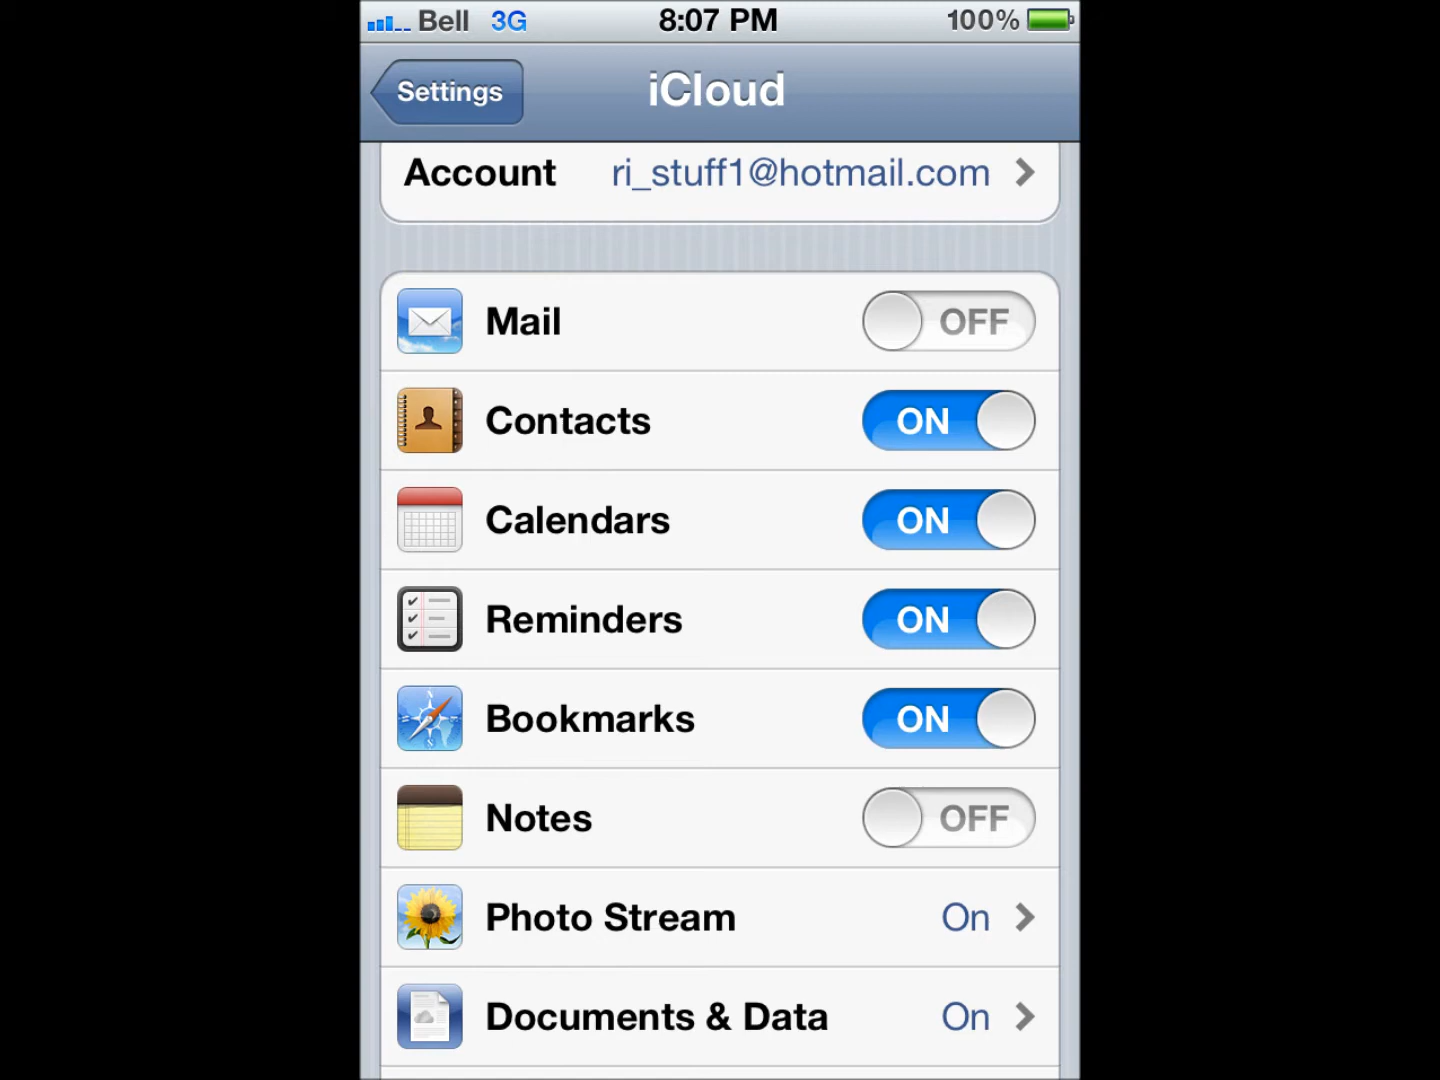 Bell 3G 8:07 PM 100%
Settings iCloud
Account ri_stuff1@hotmail.com
Mail OFF
Contacts ON
Calendars ON
Reminders ON
Bookmarks ON
Notes OFF
Photo Stream On
Documents & Data On